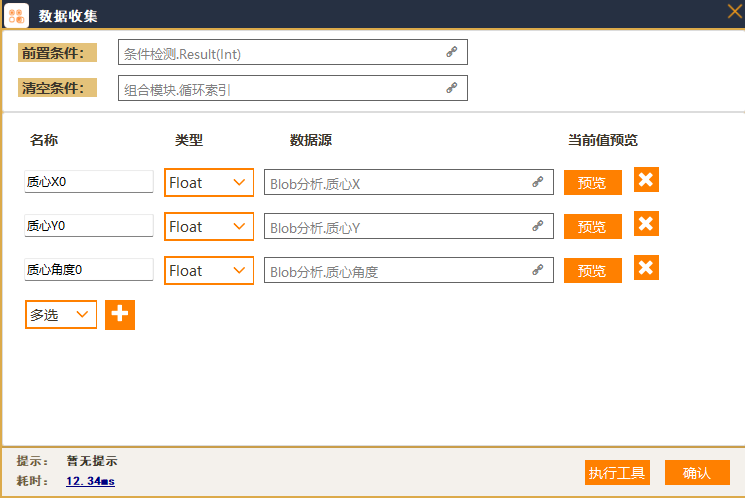 数据收集
前置条件： 条件检测.Result(Int)
清空条件： 组合模块.循环索引
名称 类型 数据源 当前值预览
质心X0 Float Blob分析.质心X 预览
质心Y0 Float Blob分析.质心Y 预览
质心角度0 Float Blob分析.质心角度 预览
多选
提示： 暂无提示
耗时： 12.34ms
执行工具 确认